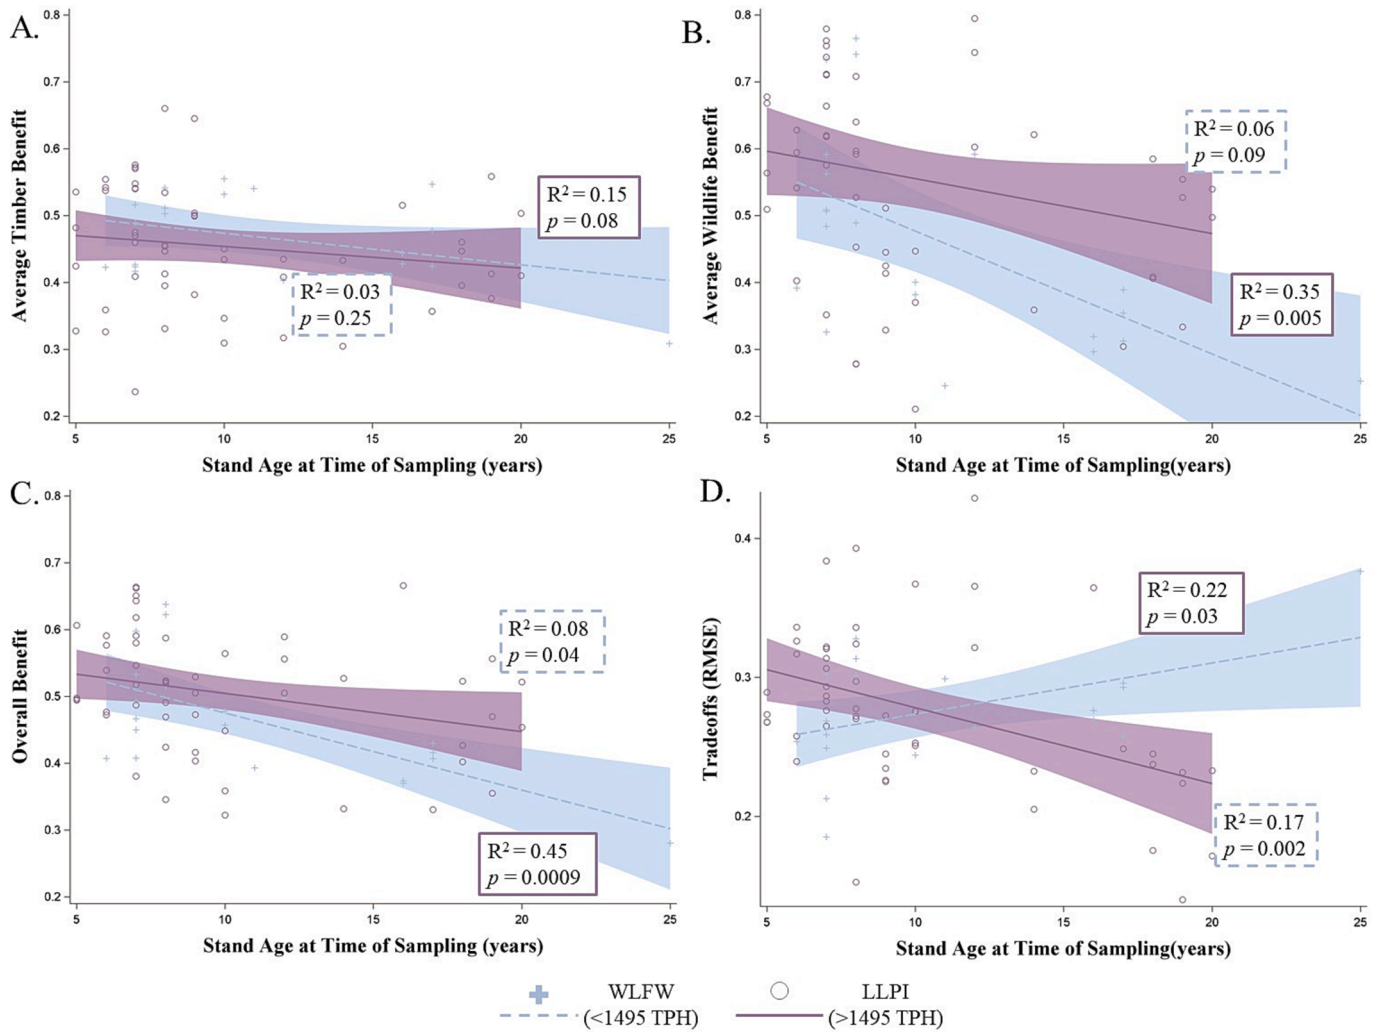 A.
0.8
0.7
0.6
0.5
0.4
0.3
0.2
Average Timber Benefit
R² = 0.15
p = 0.08
R² = 0.03
p = 0.25
5
10
15
20
25
Stand Age at Time of Sampling (years)
B.
0.8
0.7
0.6
0.5
0.4
0.3
0.2
Average Wildlife Benefit
R² = 0.06
p = 0.09
R² = 0.35
p = 0.005
5
10
15
20
25
Stand Age at Time of Sampling(years)
C.
0.8
0.7
0.6
0.5
0.4
0.3
0.2
Overall Benefit
R² = 0.08
p = 0.04
R² = 0.45
p = 0.0009
5
10
15
20
25
Stand Age at Time of Sampling (years)
D.
0.4
0.3
0.2
Tradeoffs (RMSE)
R² = 0.22
p = 0.03
R² = 0.17
p = 0.002
5
10
15
20
25
Stand Age at Time of Sampling(years)
WLFW
(<1495 TPH)
LLPI
(>1495 TPH)